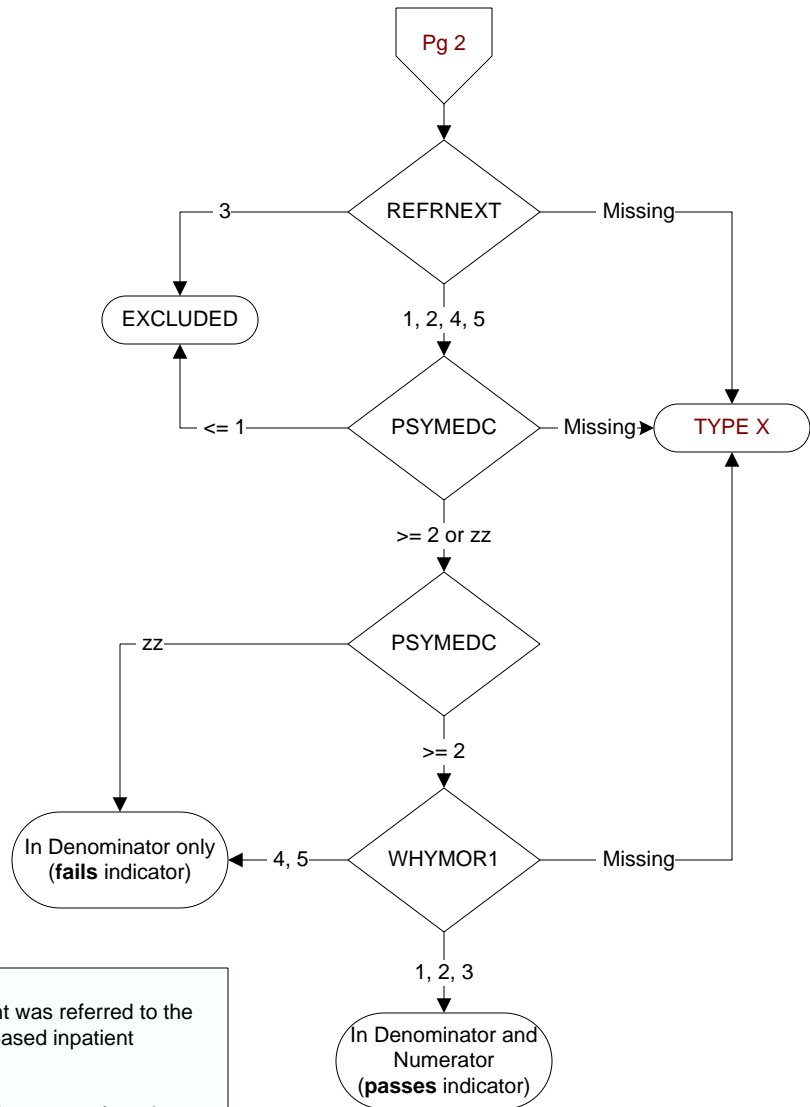 Pg 2
REFRNEXT
3
Missing
EXCLUDED
1, 2, 4, 5
<= 1
PSYMEDC
Missing
TYPE X
>= 2 or zz
PSYMEDC
zz
>= 2
In Denominator only
(fails indicator)
4, 5
WHYMOR1
Missing
1, 2, 3
In Denominator and
Numerator
(passes indicator)
was referred to the
inpatient